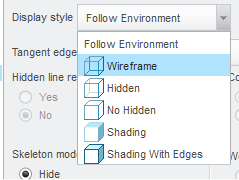 Display style Follow Environment
Follow Environment
Tangent edge
Wireframe
Hidden line re
Hidden
Yes
No Hidden
No
Shading
Skeleton mod
Shading With Edges
Hide